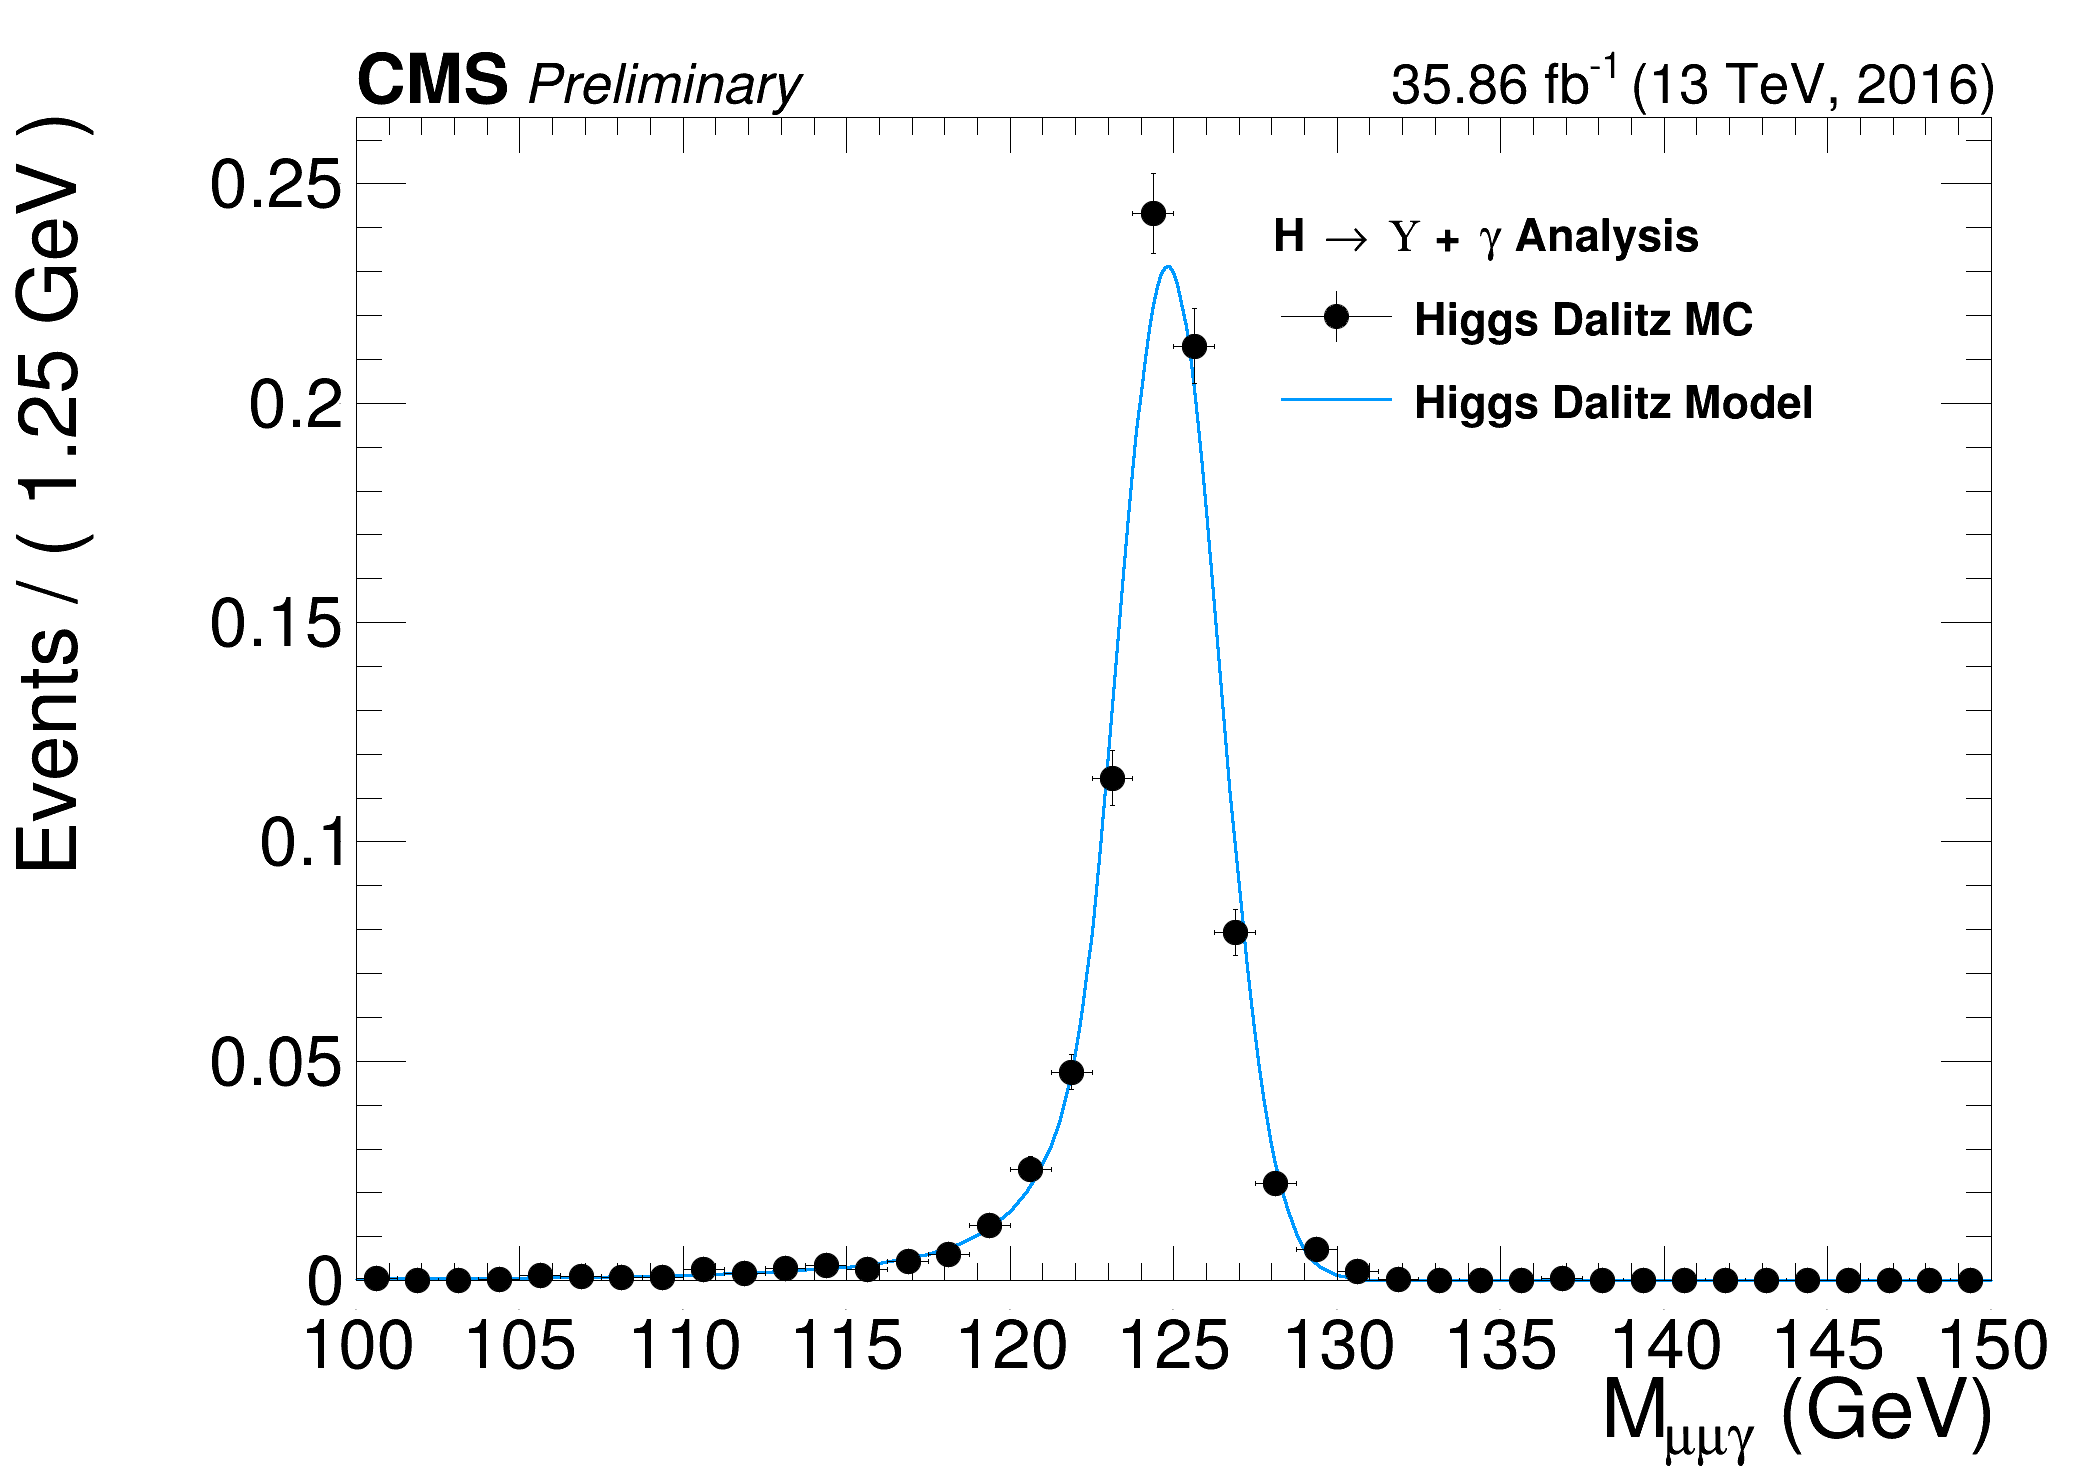 CMS Preliminary 35.86 fb⁻¹ (13 TeV, 2016)
Events / ( 1.25 GeV )
0.25
0.2
0.15
0.1
0.05
0
H → Υ + γ Analysis
Higgs Dalitz MC
Higgs Dalitz Model
100 105 110 115 120 125 130 135 140 145 150
M_μμγ (GeV)